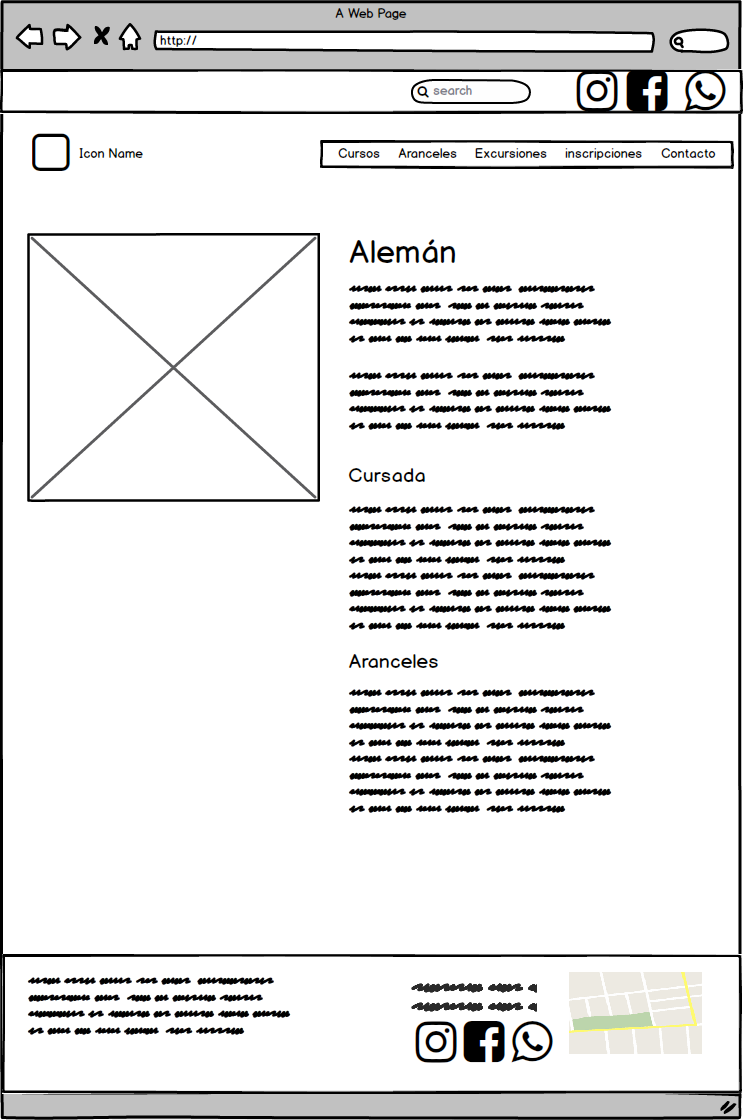 A Web Page
http://
search
Icon Name
Cursos Aranceles Excursiones inscripciones Contacto
Alemán
Cursada
Aranceles